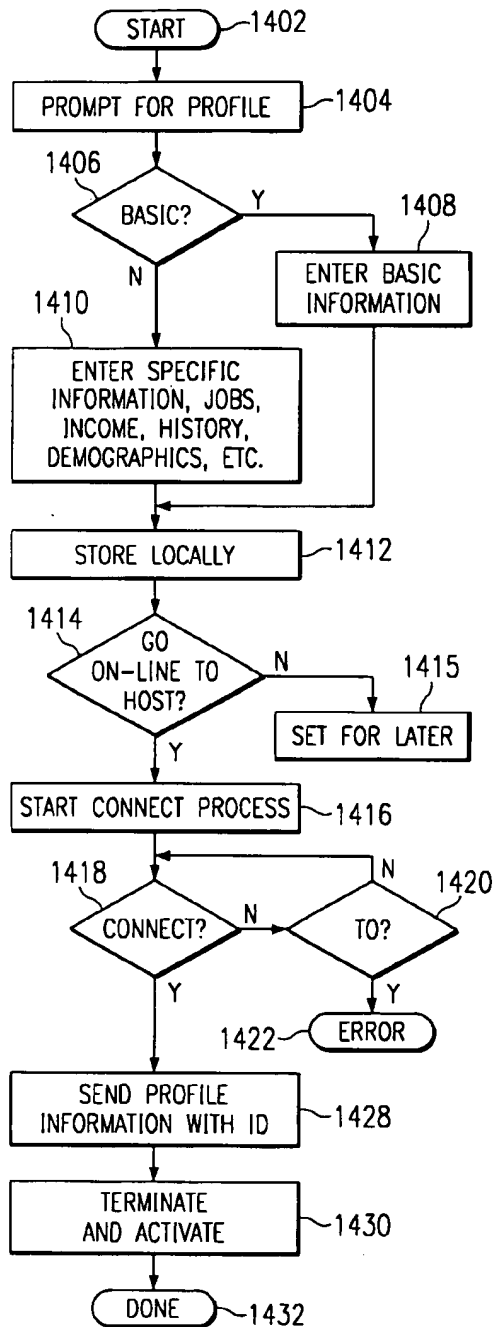 START 1402
PROMPT FOR PROFILE 1404
1406
BASIC?
Y
N
1408
ENTER BASIC
INFORMATION
1410
ENTER SPECIFIC
INFORMATION, JOBS,
INCOME, HISTORY,
DEMOGRAPHICS, ETC.
STORE LOCALLY 1412
1414
GO
ON-LINE TO
HOST?
N
Y
1415
SET FOR LATER
START CONNECT PROCESS 1416
1418
CONNECT?
N
Y
1420
TO?
N
Y
1422 ERROR
SEND PROFILE
INFORMATION WITH ID 1428
TERMINATE
AND ACTIVATE 1430
DONE 1432